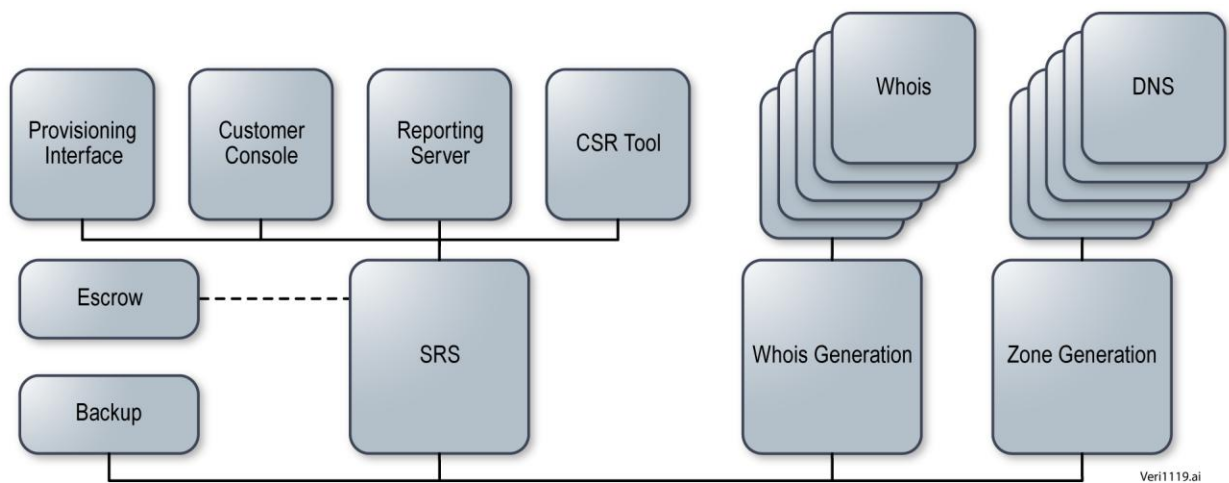 Provisioning
Interface
Customer
Console
Reporting
Server
CSR Tool
Whois
DNS
Escrow
SRS
Whois Generation
Zone Generation
Backup
Veri1119.ai